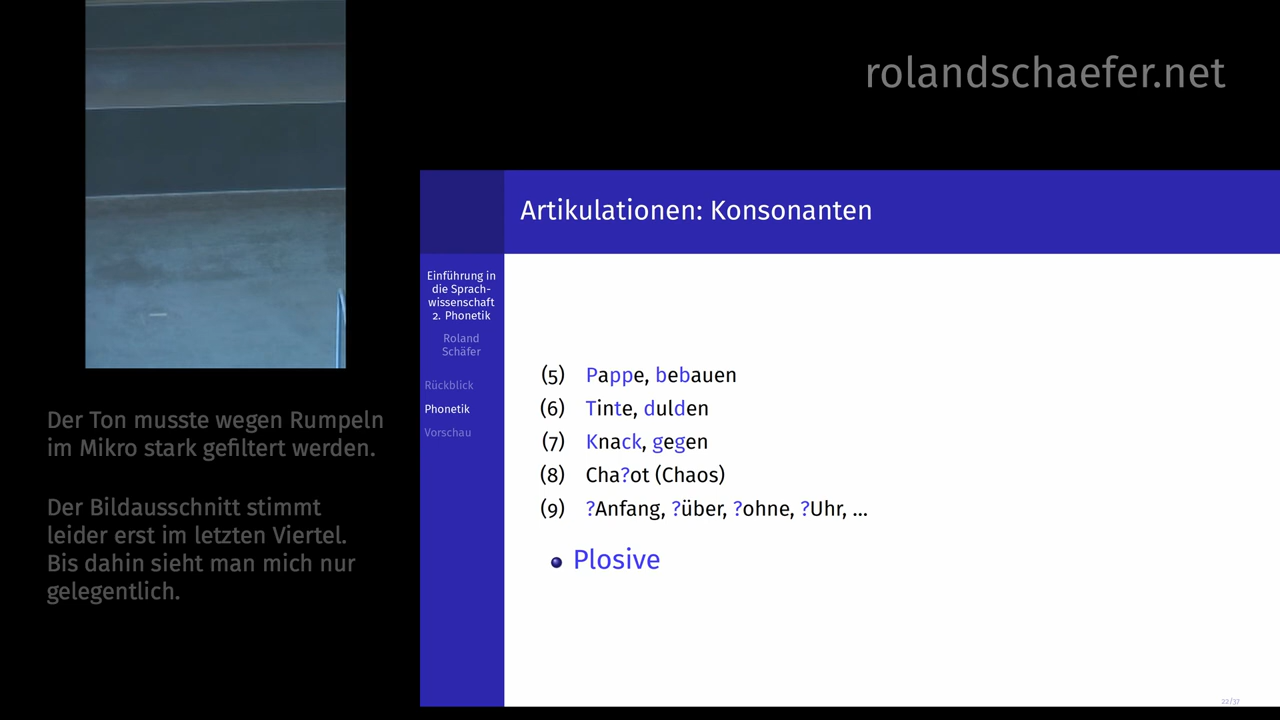 rolandschaefer.net
Artikulationen: Konsonanten
Einführung in
die Sprach-
wissenschaft
2. Phonetik
Roland
Schäfer
Rückblick
Phonetik
Vorschau
(5) Pappe, bebauen
(6) Tinte, dulden
(7) Knack, gegen
(8) Cha?ot (Chaos)
(9) ?Anfang, ?über, ?ohne, ?Uhr, ...
Plosive
22/37
Der Ton musste wegen Rumpeln
im Mikro stark gefiltert werden.
Der Bildausschnitt stimmt
leider erst im letzten Viertel.
Bis dahin sieht man mich nur
gelegentlich.